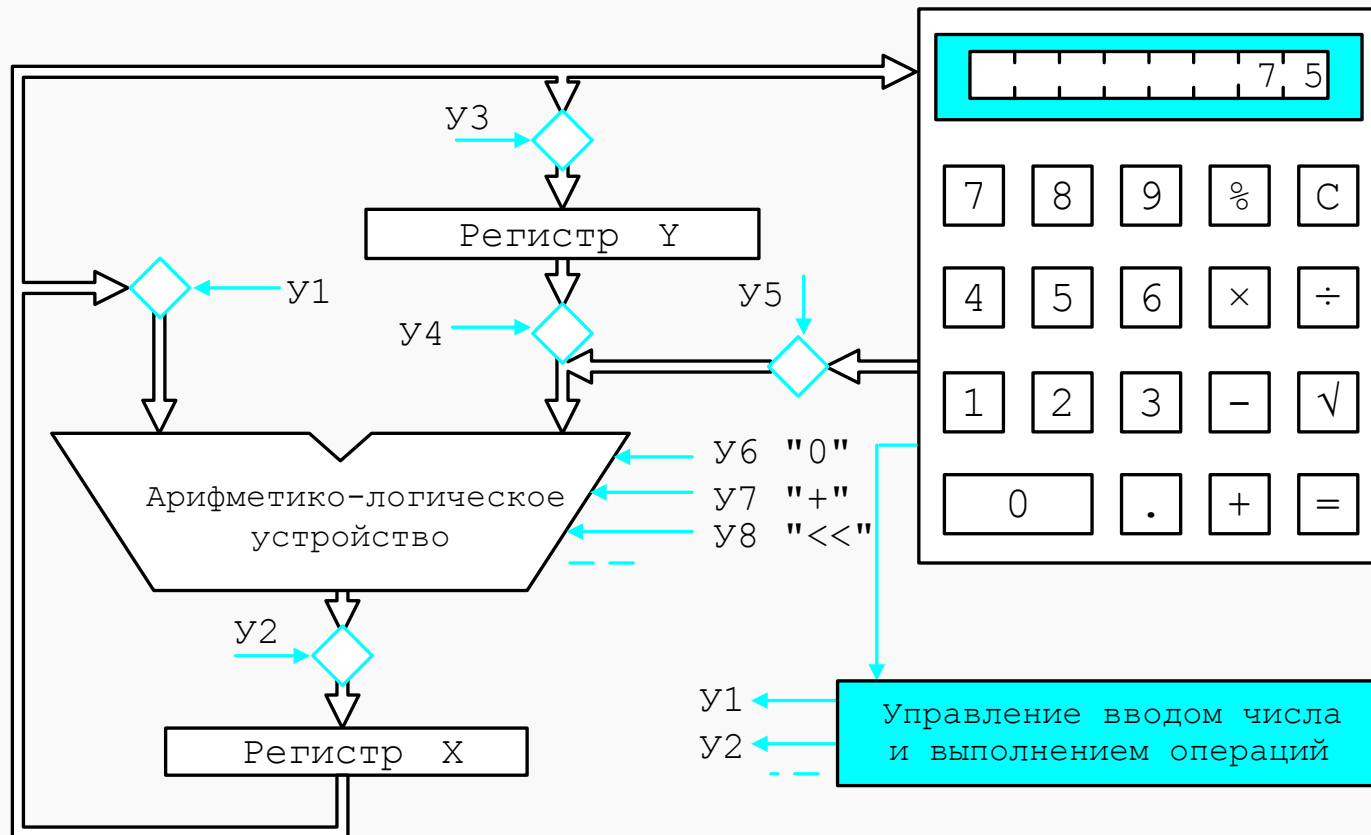 7 5
У3
7 8 9 % C
Регистр Y
У1
У5
4 5 6 × ÷
У4
1 2 3 - √
У6 "0"
Арифметико-логическое
устройство
У7 "+"
У8 "<<"
0 . + =
У2
У1
У2
Управление вводом числа
и выполнением операций
Регистр X